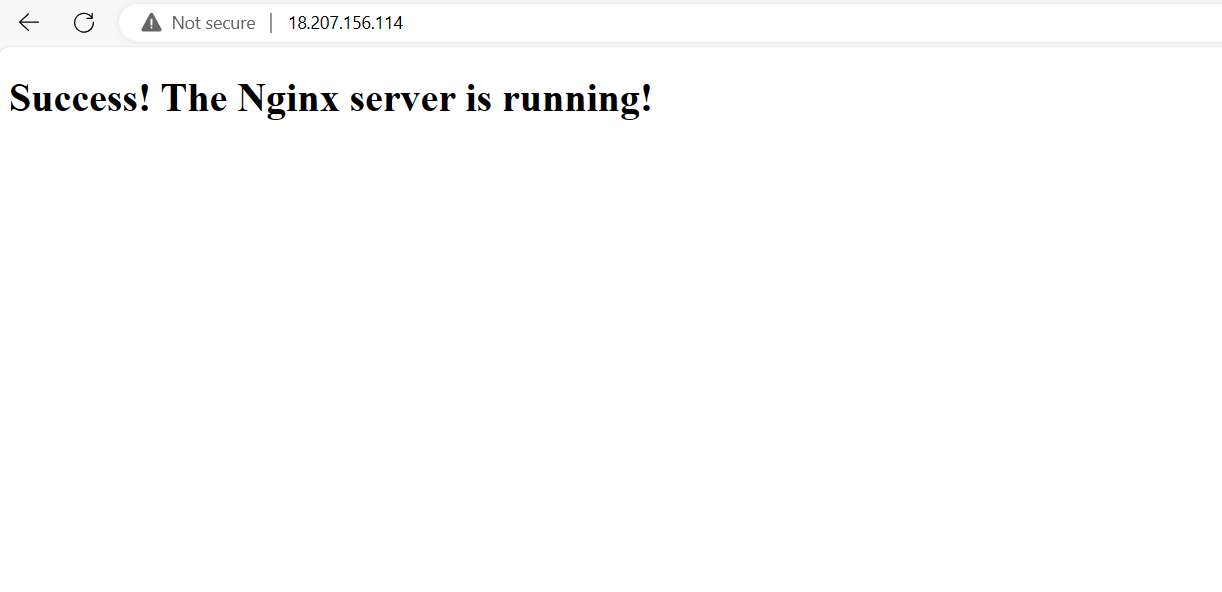 Not secure | 18.207.156.114
Success! The Nginx server is running!